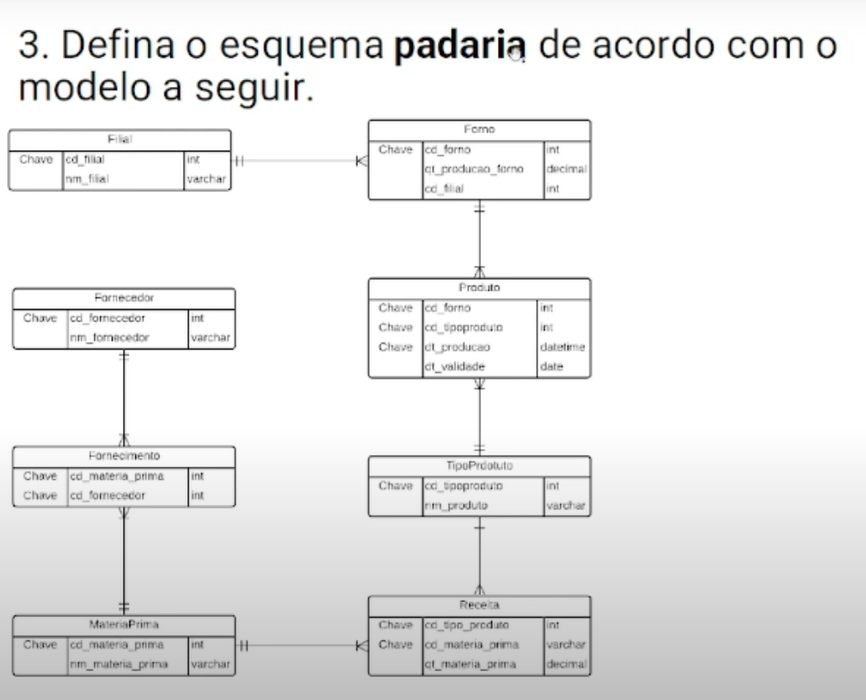 3. Defina o esquema padaria de acordo com o
modelo a seguir.
Filial
Chave cd_filial int
nm_filial varchar
Forno
Chave cd_forno int
qt_producao_forno decimal
cd_filial int
Fornecedor
Chave cd_fornecedor int
nm_fornecedor varchar
Produto
Chave cd_forno int
Chave cd_tipoproduto int
Chave dt_producao datetime
dt_validade date
Fornecimento
Chave cd_materia_prima int
Chave cd_fornecedor int
TipoPrdotuto
Chave cd_tipoproduto int
nm_produto varchar
MateriaPrima
Chave cd_materia_prima int
nm_materia_prima varchar
Receita
Chave cd_tipo_produto int
Chave cd_materia_prima varchar
qt_materia_prima decimal